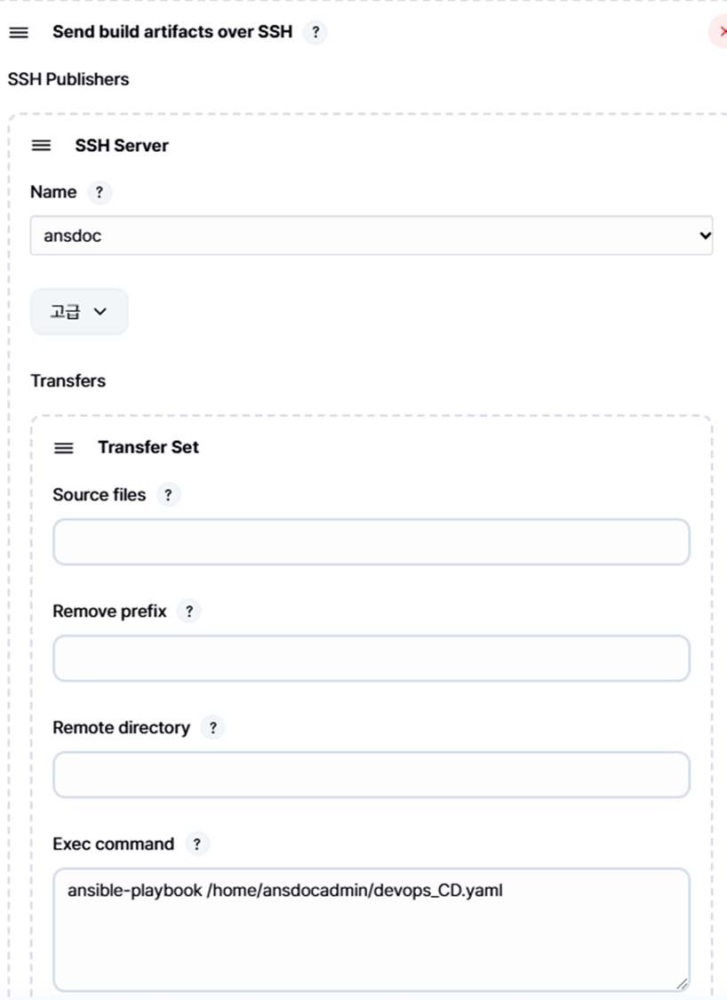 Send build artifacts over SSH ?
SSH Publishers
SSH Server
Name ?
ansdoc
고급
Transfers
Transfer Set
Source files ?
Remove prefix ?
Remote directory ?
Exec command ?
ansible-playbook /home/ansdocadmin/devops_CD.yaml